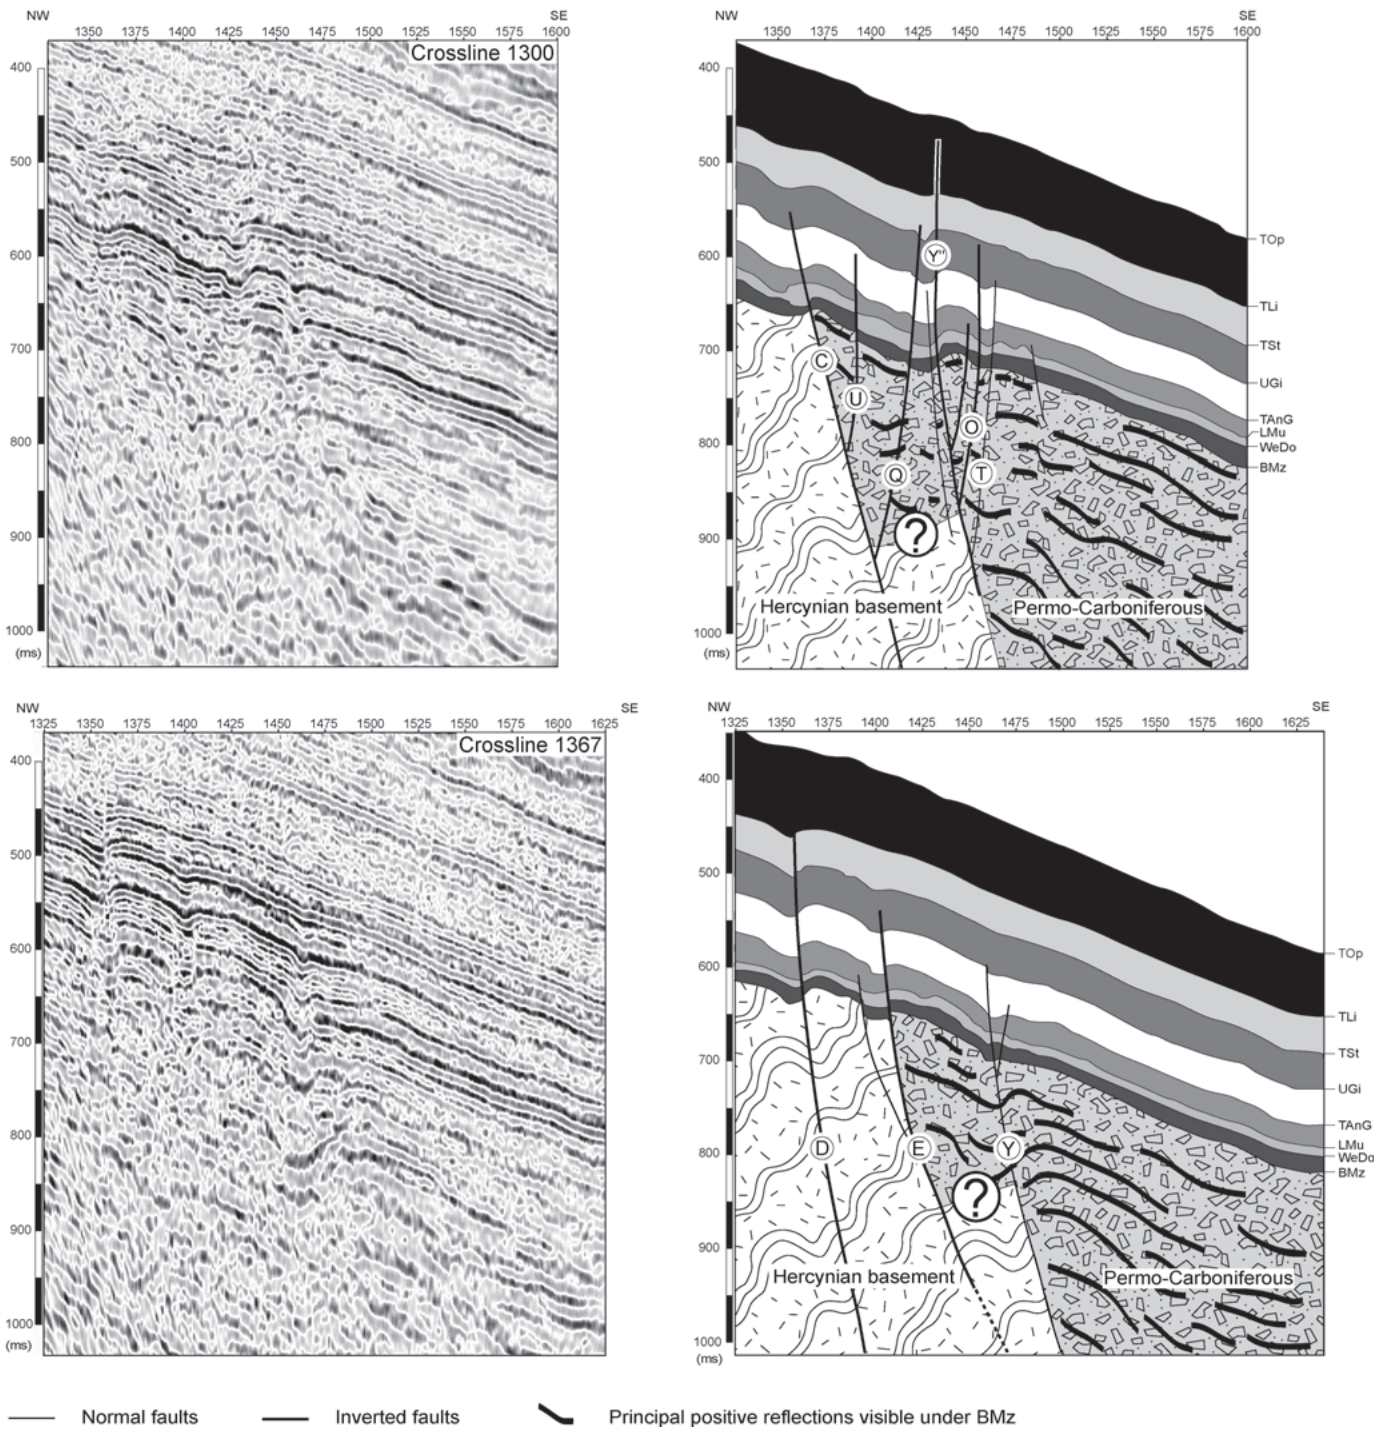 NW SE
1350 1375 1400 1425 1450 1475 1500 1525 1550 1575 1600
Crossline 1300
400
500
600
700
800
900
1000
(ms)
NW SE
1350 1375 1400 1425 1450 1475 1500 1525 1550 1575 1600
400
500
600
700
800
900
1000
(ms)
Y"
C
U
O
Q
T
?
Hercynian basement
Permo-Carboniferous
TOp
TLi
TSt
UGi
TAnG
LMu
WeDo
BMz
NW SE
1325 1350 1375 1400 1425 1450 1475 1500 1525 1550 1575 1600 1625
Crossline 1367
400
500
600
700
800
900
1000
(ms)
NW SE
1325 1350 1375 1400 1425 1450 1475 1500 1525 1550 1575 1600 1625
400
500
600
700
800
900
1000
(ms)
D
E
Y
?
Hercynian basement
Permo-Carboniferous
TOp
TLi
TSt
UGi
TAnG
LMu
WeDo
BMz
Normal faults Inverted faults Principal positive reflections visible under BMz